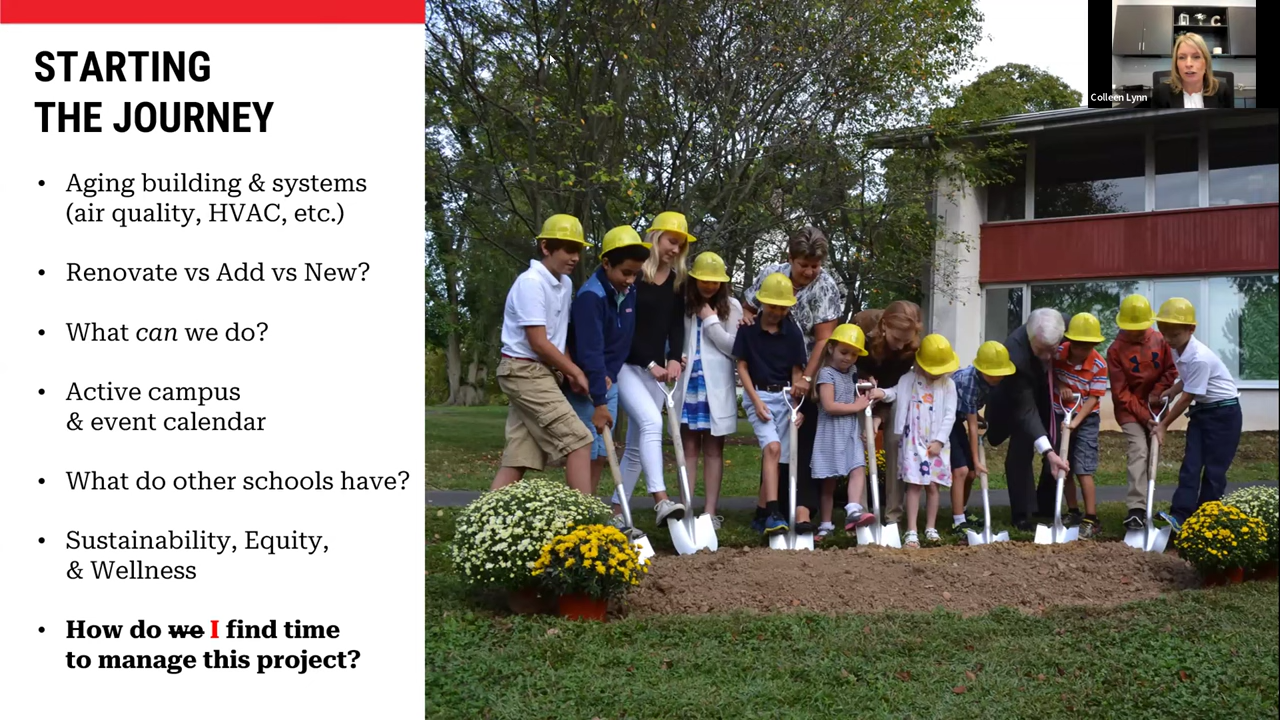 STARTING
THE JOURNEY
• Aging building & systems
(air quality, HVAC, etc.)
• Renovate vs Add vs New?
• What can we do?
• Active campus
& event calendar
• What do other schools have?
• Sustainability, Equity,
& Wellness
• How do we I find time
to manage this project?
Colleen Lynn